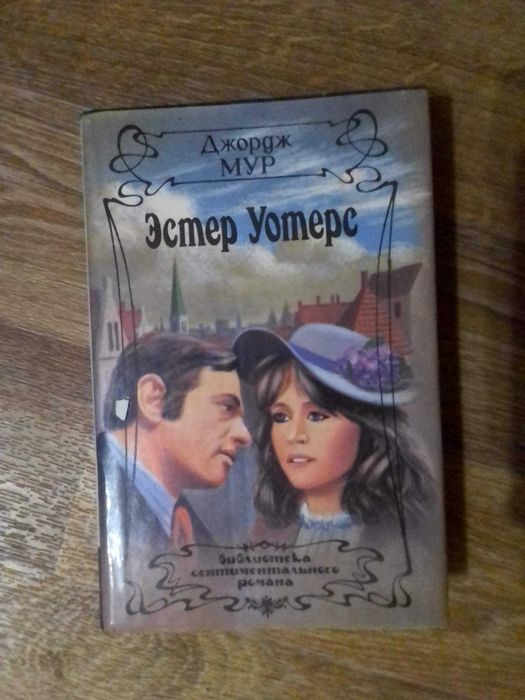 Джордж
МУР
Эстер Уотерс
библиотека
сентиментального
романа